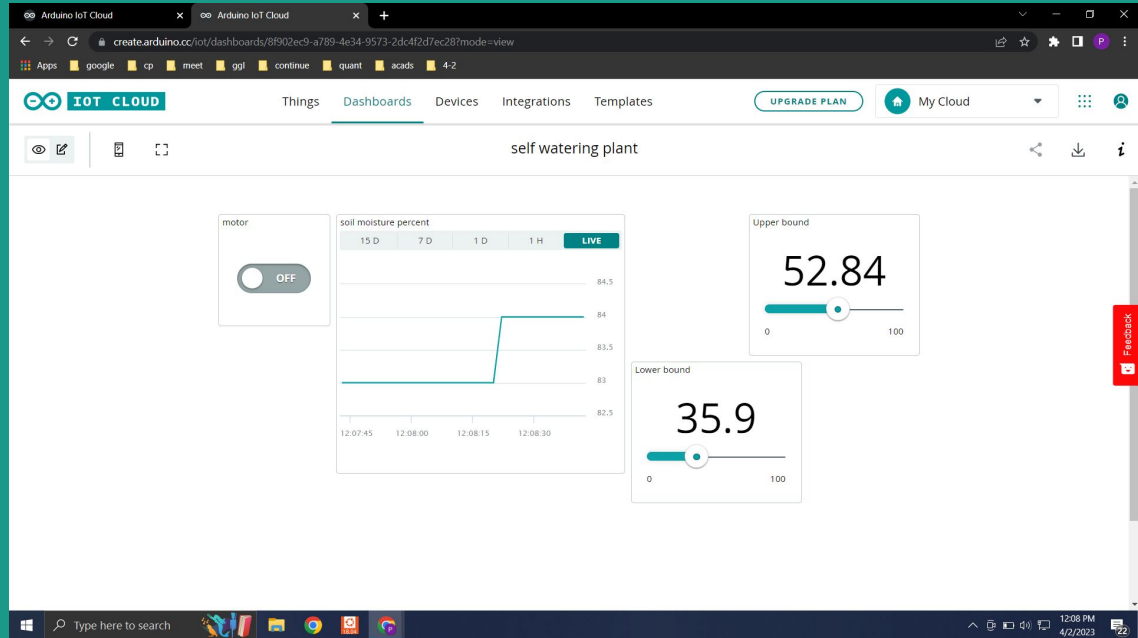 Arduino IoT Cloud
Arduino IoT Cloud
create.arduino.cc/iot/dashboards/8f902ec9-a789-4e34-9573-2dc4f2d7ec28?mode=view
P
Apps google cp meet ggl continue quant acads 4-2
IOT CLOUD
Things Dashboards Devices Integrations Templates
UPGRADE PLAN
My Cloud
self watering plant
motor
OFF
soil moisture percent
15 D 7 D 1 D 1 H LIVE
84.5
84
83.5
83
82.5
12:07:45 12:08:00 12:08:15 12:08:30
Upper bound
52.84
0 100
Lower bound
35.9
0 100
Feedback
Type here to search
18.04
P
12:08 PM
4/2/2023
22